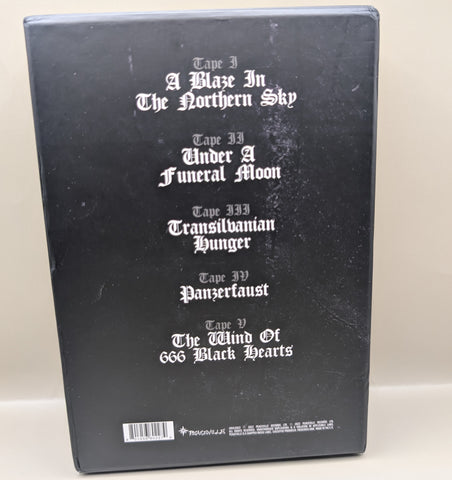 Tape I
A Blaze In
The Northern Sky
Tape II
Under A
Funeral Moon
Tape III
Transilvanian
Hunger
Tape IV
Panzerfaust
Tape V
The Wind Of
666 Black Hearts
Peaceville